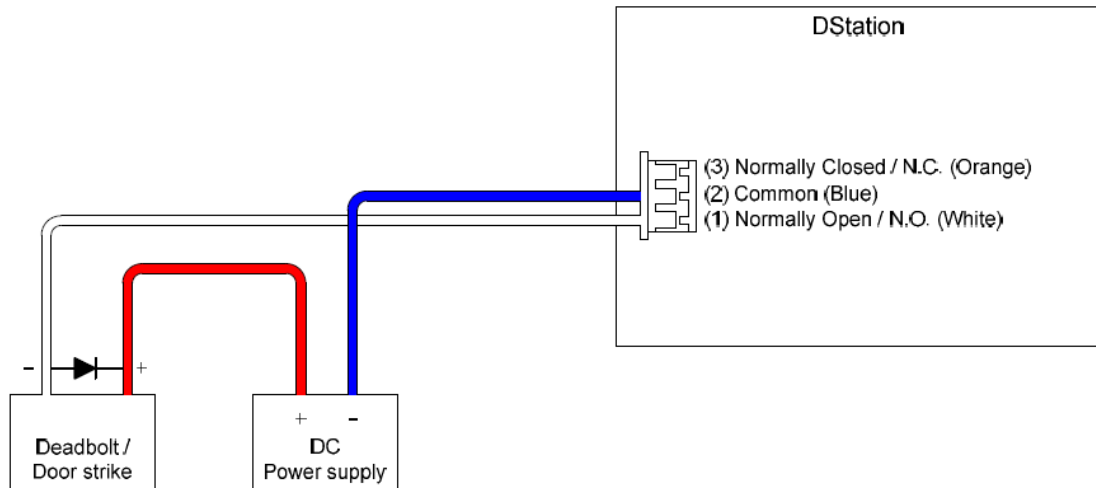 DStation
(3) Normally Closed / N.C. (Orange)
(2) Common (Blue)
(1) Normally Open / N.O. (White)
- +
+ -
Deadbolt /
Door strike
DC
Power supply